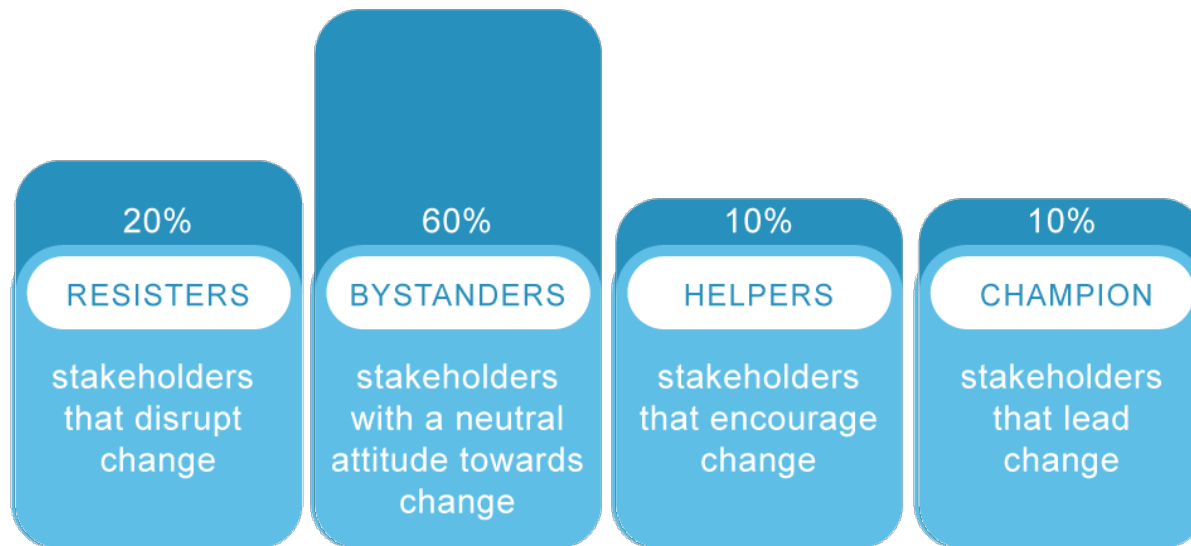 20%
RESISTERS
stakeholders
that disrupt
change
60%
BYSTANDERS
stakeholders
with a neutral
attitude towards
change
10%
HELPERS
stakeholders
that encourage
change
10%
CHAMPION
stakeholders
that lead
change